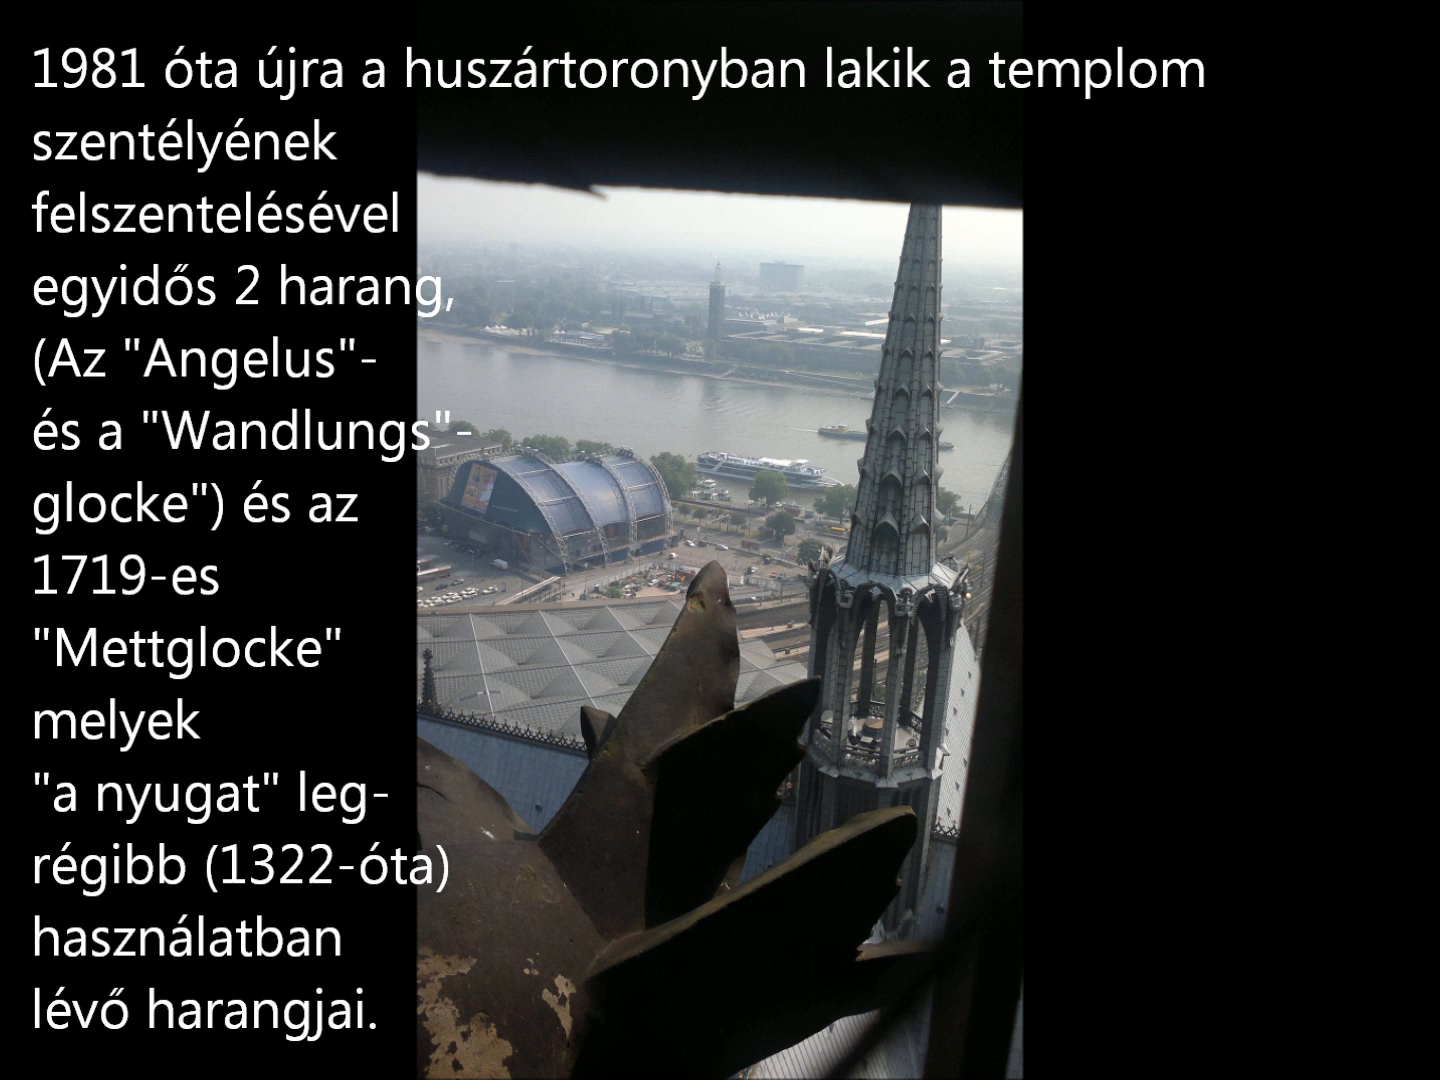 1981 óta újra a huszártoronyban lakik a templom
szentélyének
felszentelésével
egyidős 2 harang,
(Az "Angelus"-
és a "Wandlungs"-
glocke") és az
1719-es
"Mettglocke"
melyek
"a nyugat" leg-
régibb (1322-óta)
használatban
lévő harangjai.